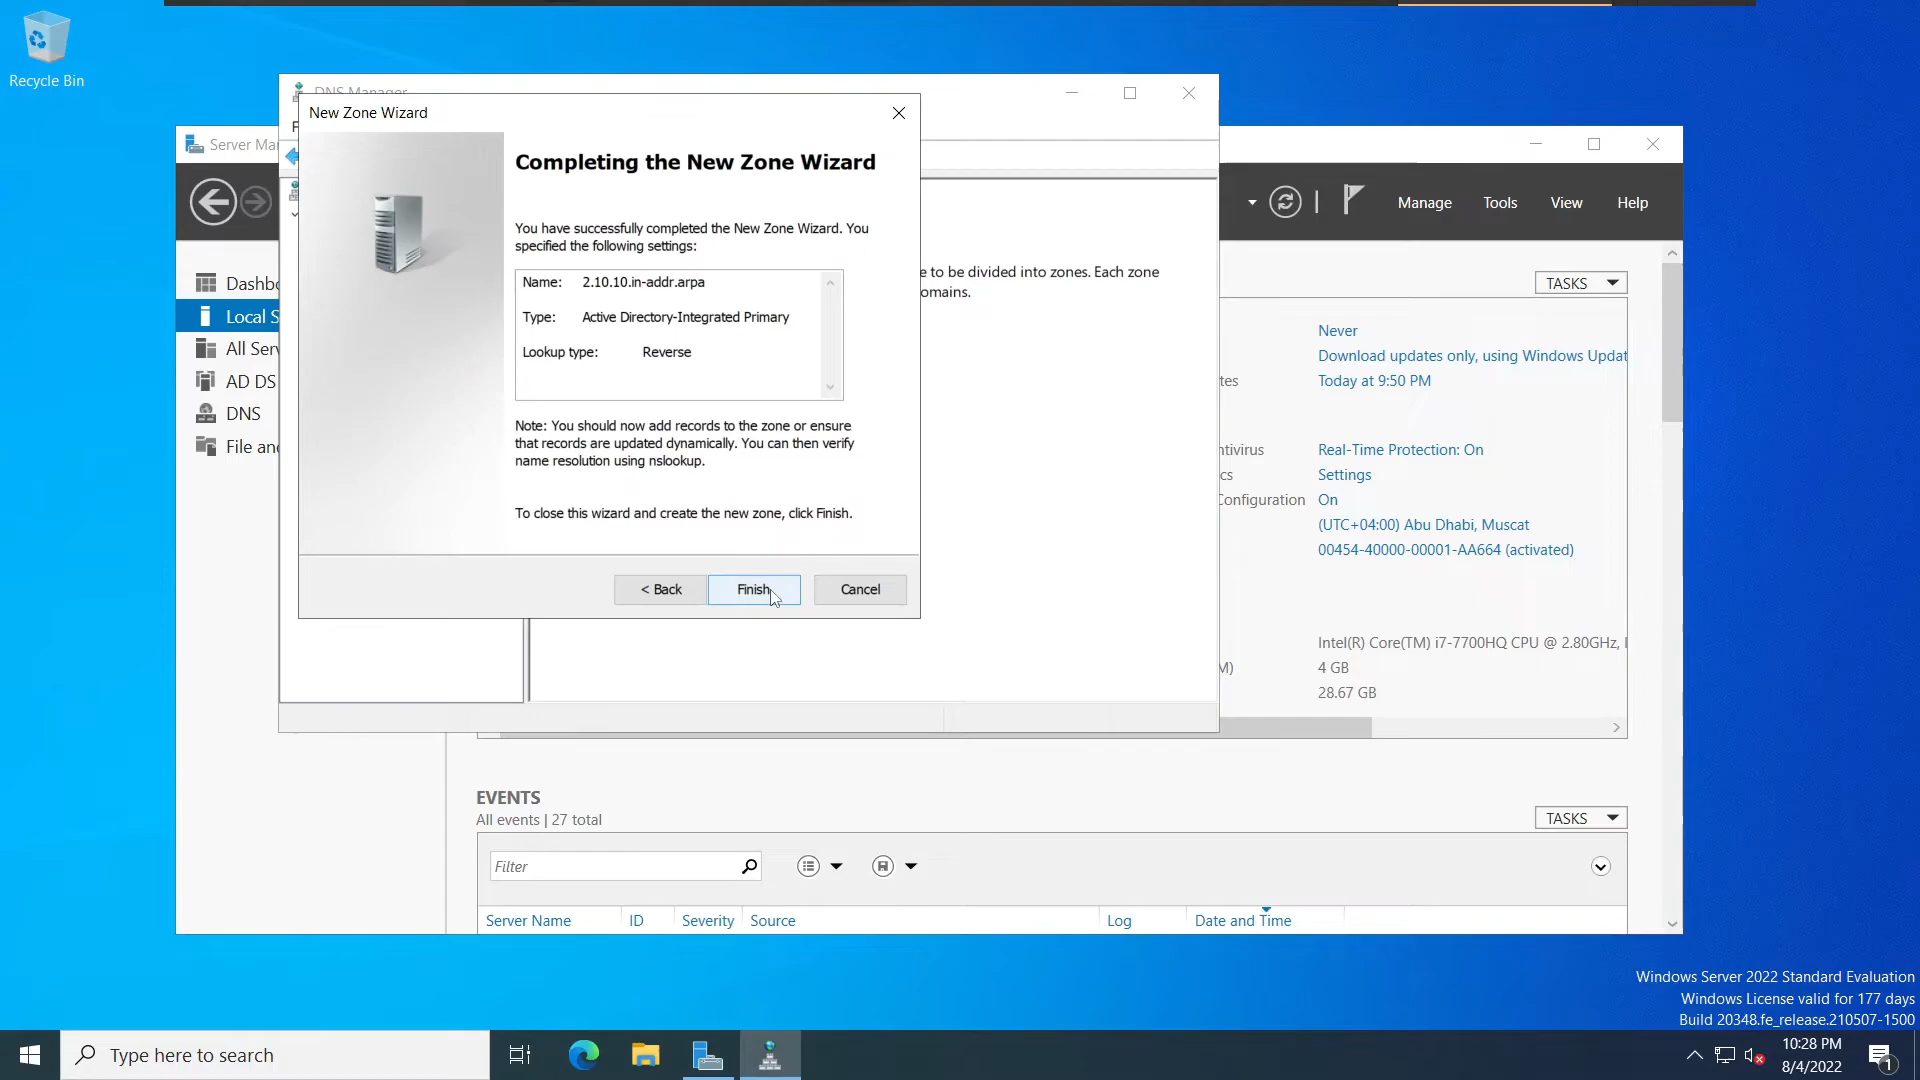 Recycle Bin
DNS Manager
New Zone Wizard
Completing the New Zone Wizard
You have successfully completed the New Zone Wizard. You
specified the following settings:
Name: 2.10.10.in-addr.arpa
Type: Active Directory-Integrated Primary
Lookup type: Reverse
Note: You should now add records to the zone or ensure
that records are updated dynamically. You can then verify
name resolution using nslookup.
To close this wizard and create the new zone, click Finish.
< Back
Finish
Cancel
e to be divided into zones. Each zone
omains.
Server Ma
Manage
Tools
View
Help
Dashb
Local S
All Ser
AD DS
DNS
File an
TASKS
Never
Download updates only, using Windows Updat
tes
Today at 9:50 PM
ntivirus
Real-Time Protection: On
cs
Settings
Configuration
On
(UTC+04:00) Abu Dhabi, Muscat
00454-40000-00001-AA664 (activated)
Intel(R) Core(TM) i7-7700HQ CPU @ 2.80GHz,
M)
4 GB
28.67 GB
EVENTS
All events | 27 total
TASKS
Filter
Server Name
ID
Severity
Source
Log
Date and Time
Windows Server 2022 Standard Evaluation
Windows License valid for 177 days
Build 20348.fe_release.210507-1500
Type here to search
10:28 PM
8/4/2022
1